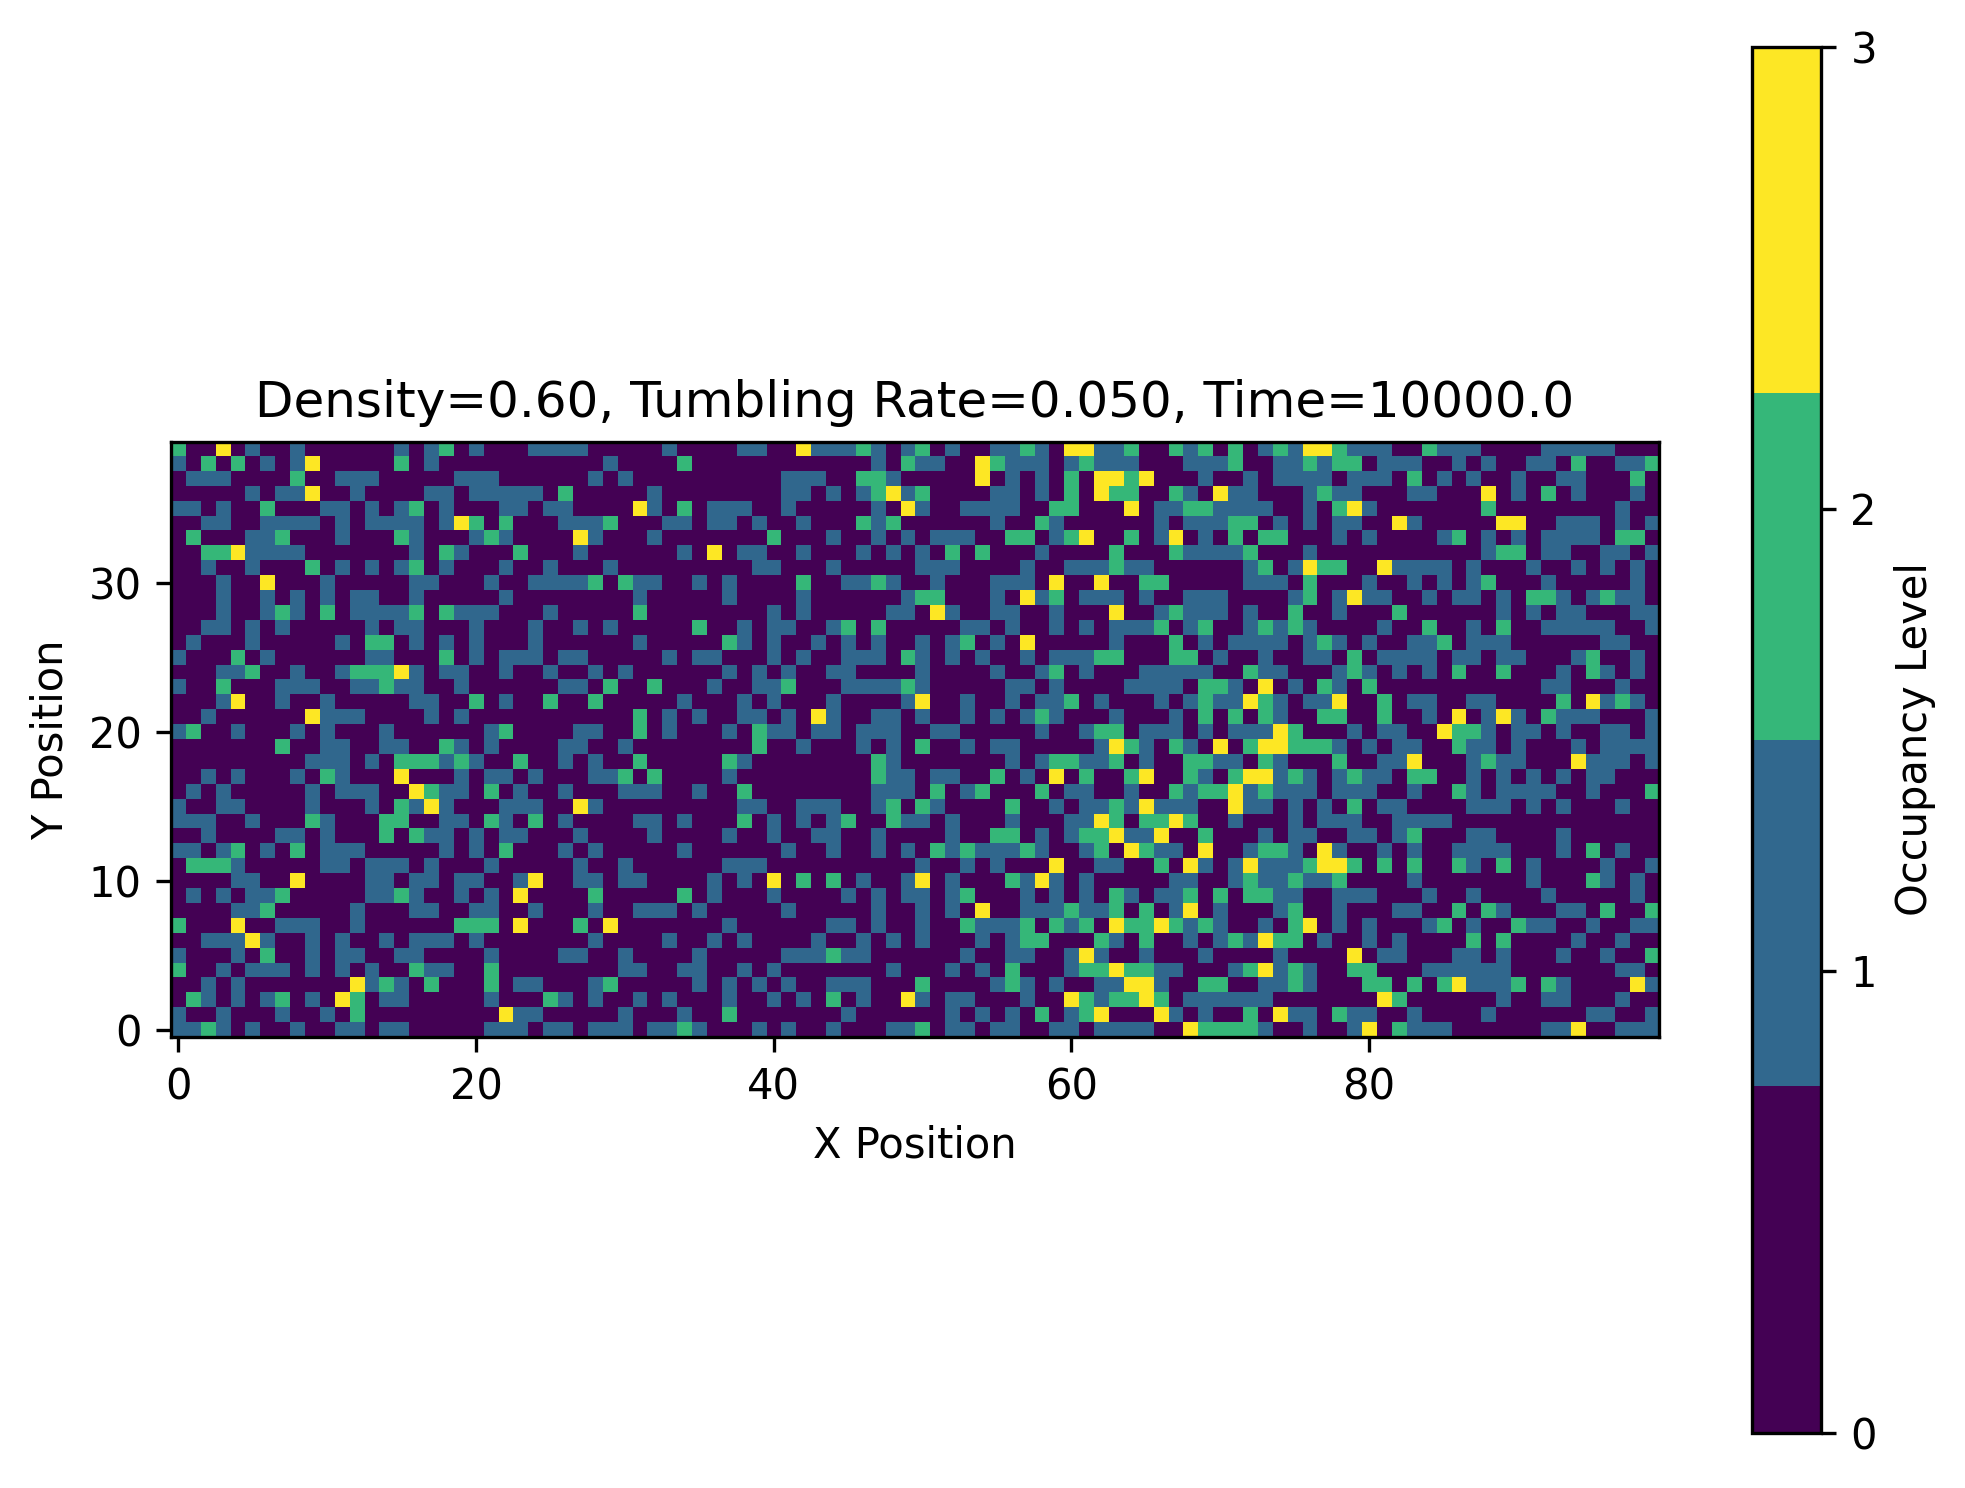 Density=0.60, Tumbling Rate=0.050, Time=10000.0
Y Position
30
20
10
0
0 20 40 60 80
X Position
3
2
1
0
Occupancy Level